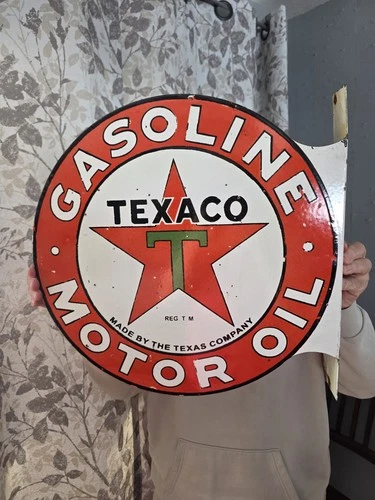 GASOLINE
TEXACO
T
REG. T M
MADE BY THE TEXAS COMPANY
MOTOR OIL